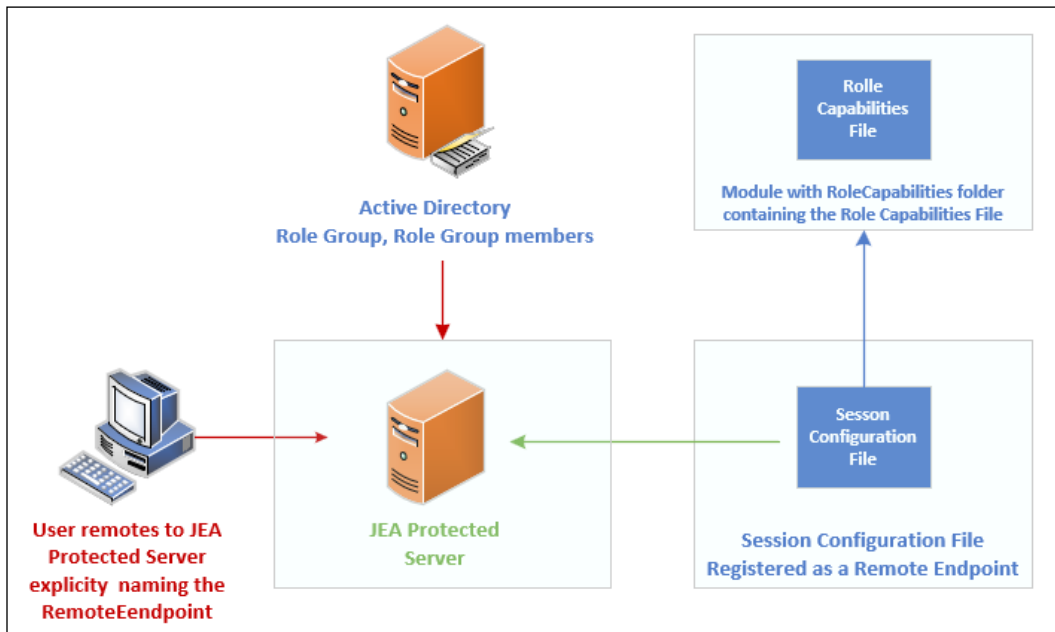 Rolle
Capabilities
File
Module with RoleCapabilities folder
containing the Role Capabilities File
Active Directory
Role Group, Role Group members
Sesson
Configuration
File
User remotes to JEA
Protected Server
explicity naming the
RemoteEendpoint
JEA Protected
Server
Session Configuration File
Registered as a Remote Endpoint